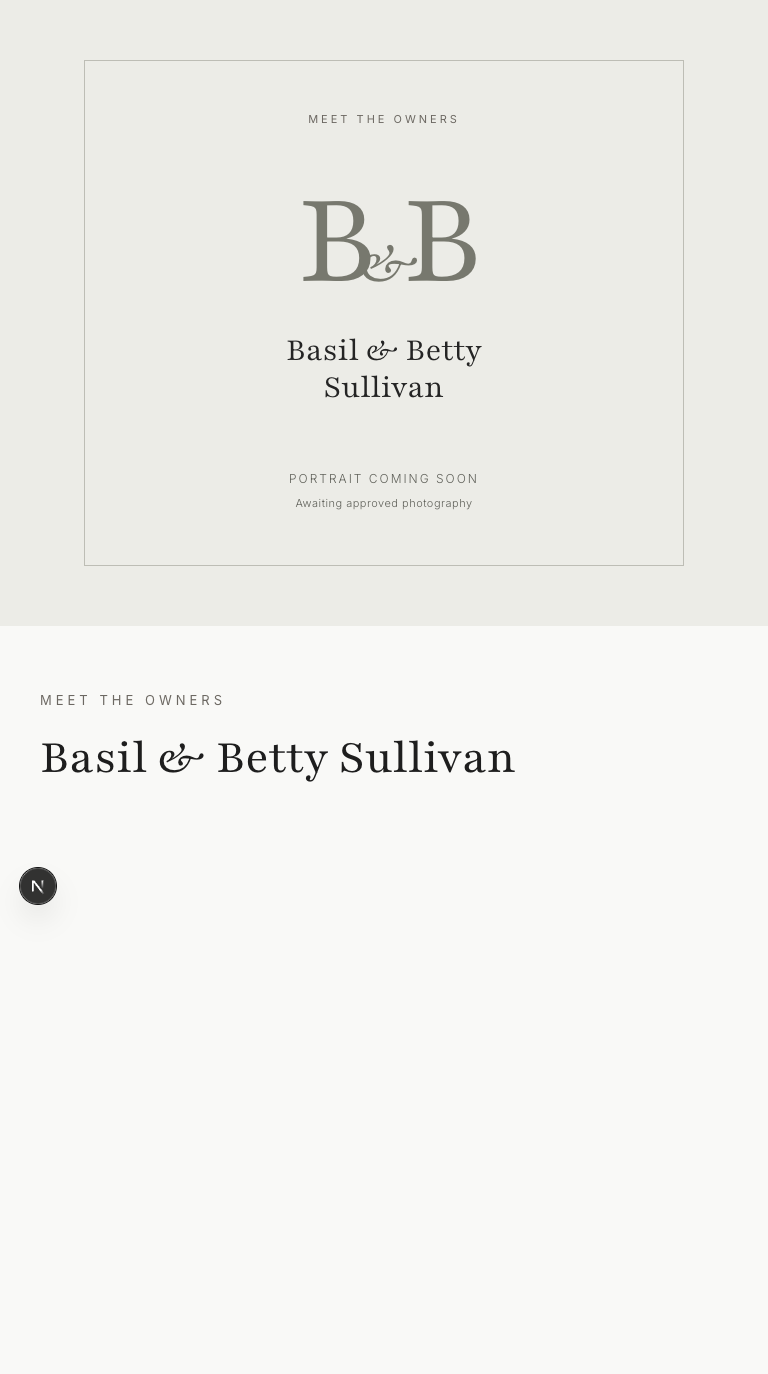 MEET THE OWNERS
B&B
Basil & Betty
Sullivan
PORTRAIT COMING SOON
Awaiting approved photography
MEET THE OWNERS
Basil & Betty Sullivan
N